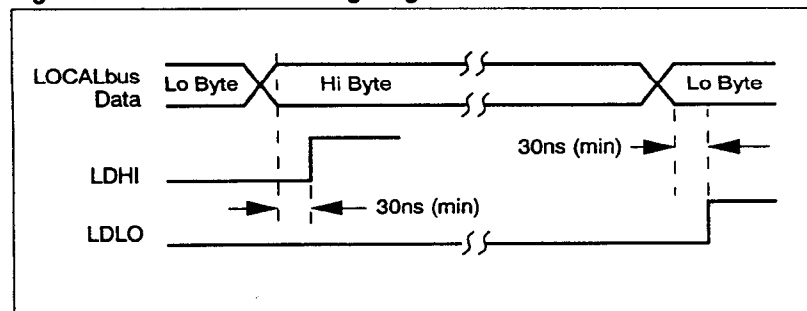 LOCALbus
Data
Lo Byte
Hi Byte
Lo Byte
30ns (min)
LDHI
30ns (min)
LDLO